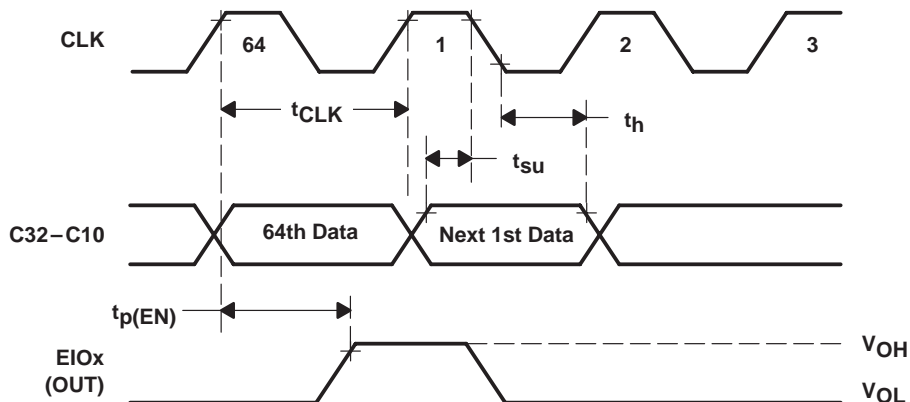 CLK
64 1 2 3
tCLK
th
tsu
C32–C10
64th Data Next 1st Data
tp(EN)
EIOx
(OUT)
VOH
VOL